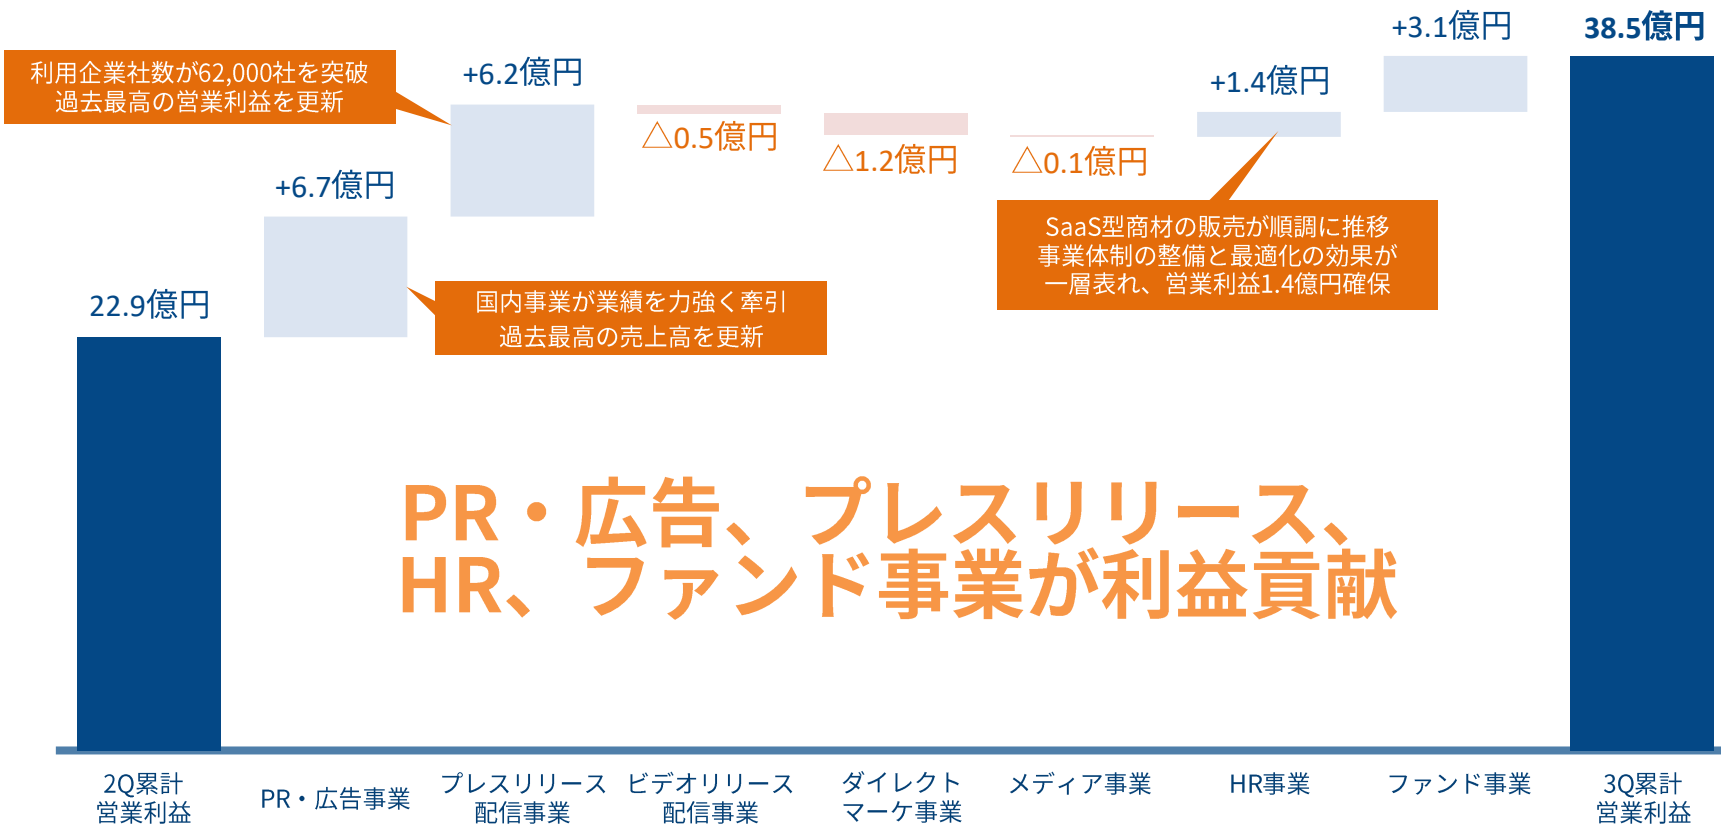 利用企業社数が62,000社を突破
過去最高の営業利益を更新
+6.2億円
+6.7億円
22.9億円
国内事業が業績を力強く牽引
過去最高の売上高を更新
△0.5億円
△1.2億円
△0.1億円
+1.4億円
+3.1億円
38.5億円
SaaS型商材の販売が順調に推移
事業体制の整備と最適化の効果が
一層表れ、営業利益1.4億円確保
PR・広告、プレスリリース、
HR、ファンド事業が利益貢献
2Q累計
営業利益
PR・広告事業
プレスリリース
配信事業
ビデオリリース
配信事業
ダイレクト
マーケ事業
メディア事業
HR事業
ファンド事業
3Q累計
営業利益